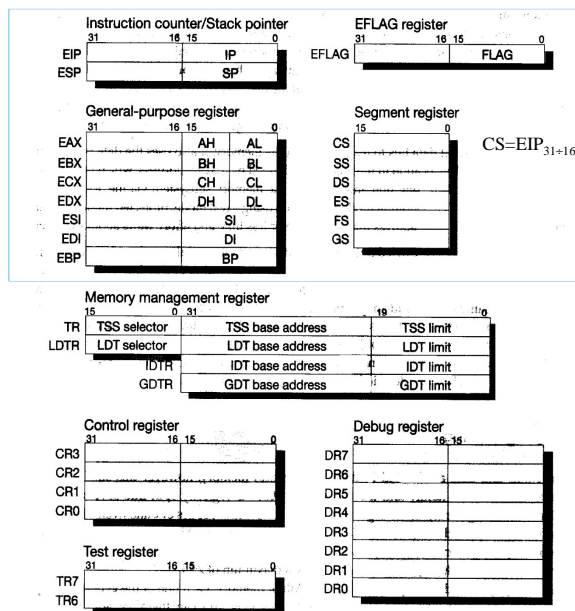 Instruction counter/Stack pointer
31 16 15 0
EIP IP
ESP SP
EFLAG register
31 16 15 0
EFLAG FLAG
General-purpose register
31 16 15 0
EAX AH AL
EBX BH BL
ECX CH CL
EDX DH DL
ESI SI
EDI DI
EBP BP
Segment register
15 0
CS
SS
DS
ES
FS
GS
CS=EIP31÷16
Memory management register
15 0 31 19 0
TR TSS selector TSS base address TSS limit
LDTR LDT selector LDT base address LDT limit
IDTR IDT base address IDT limit
GDTR GDT base address GDT limit
Control register
31 16 15 0
CR3
CR2
CR1
CR0
Debug register
31 16 15 0
DR7
DR6
DR5
DR4
DR3
DR2
DR1
DR0
Test register
31 16 15 0
TR7
TR6